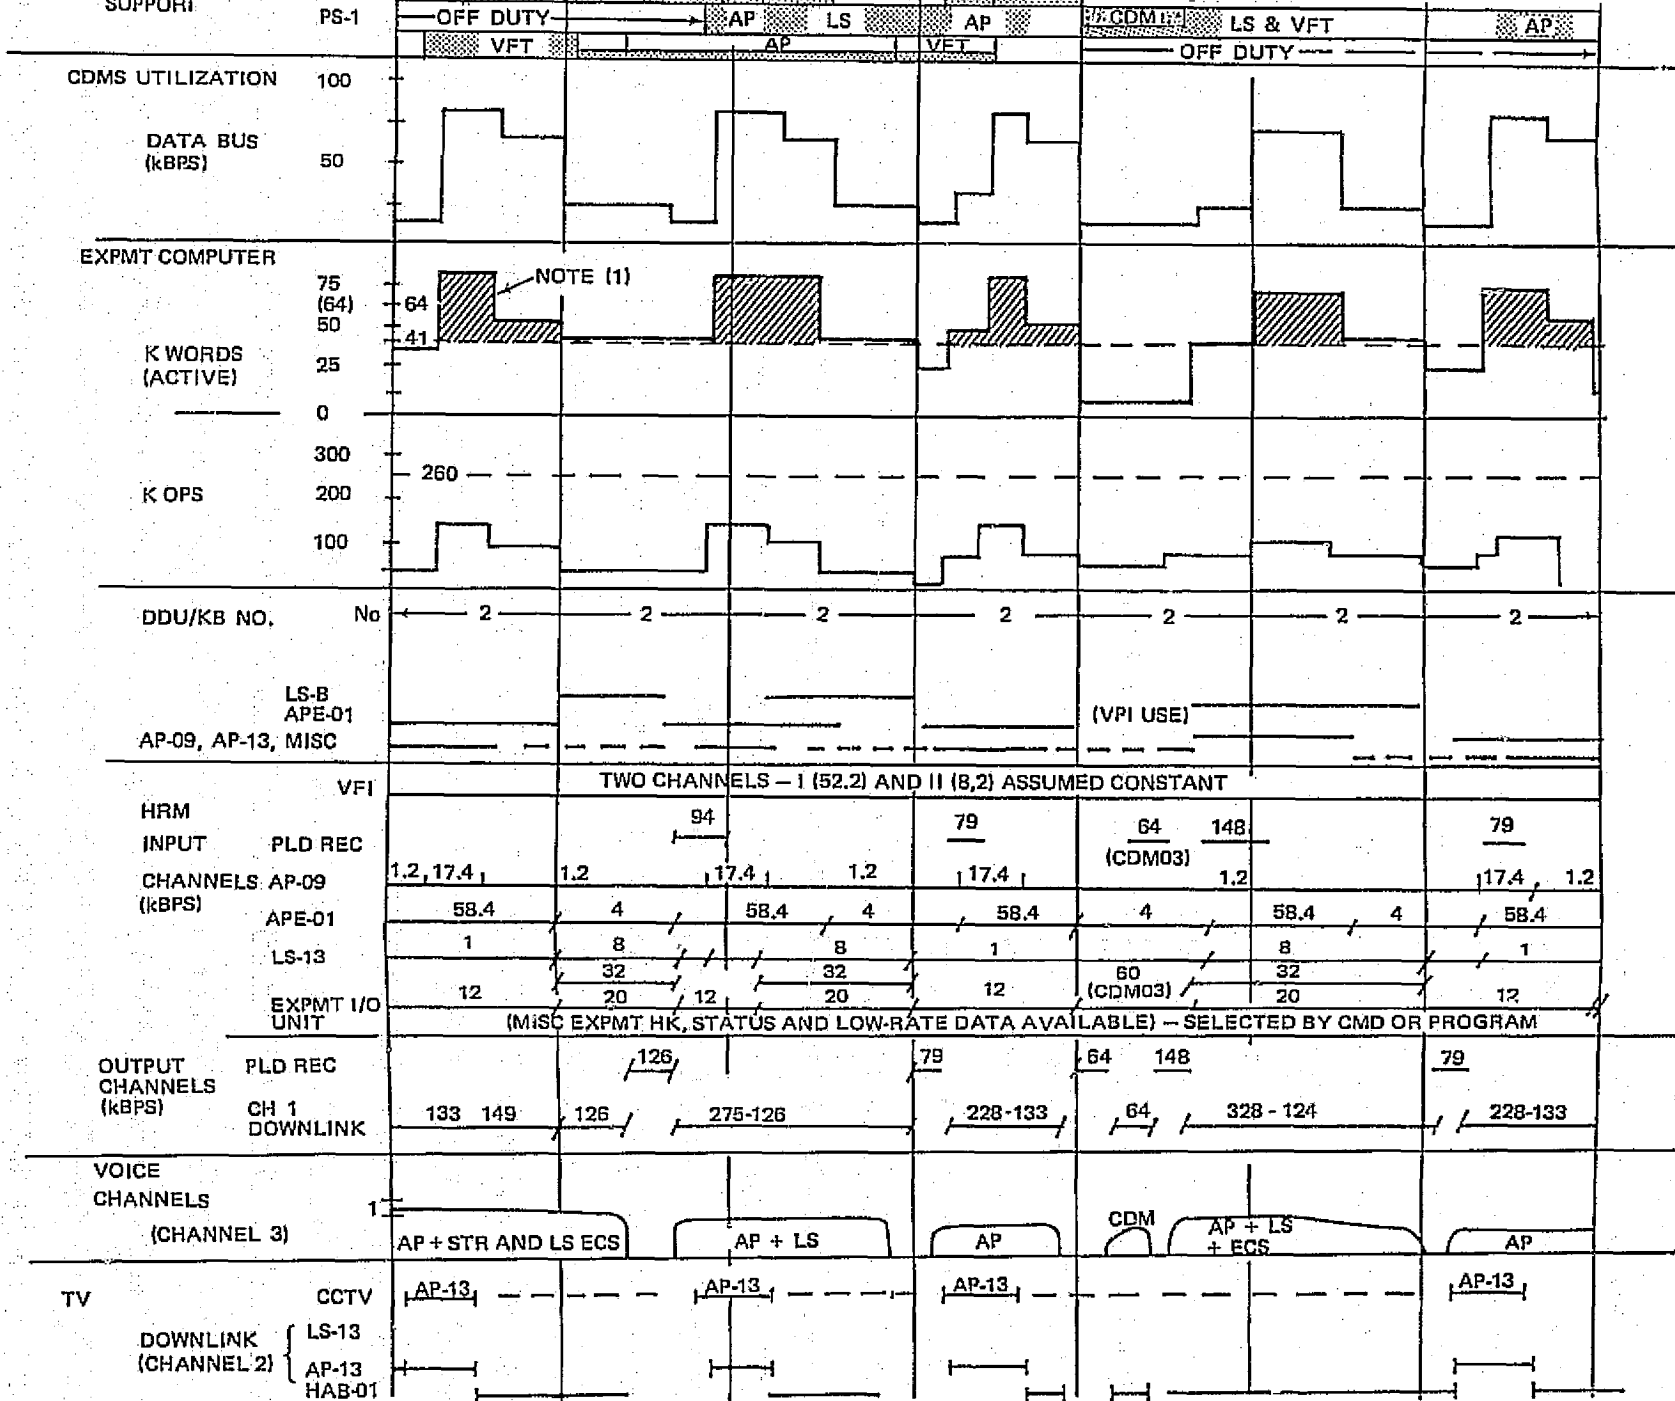 SUPPORT
PS-1 OFF DUTY AP LS AP CDM LS & VFT AP
VFT AP VFT OFF DUTY
CDMS UTILIZATION 100
DATA BUS
(kBPS) 50
EXPMT COMPUTER
75 NOTE (1)
(64) 64
50
41
K WORDS
(ACTIVE) 25
0
300
260
K OPS 200
100
DDU/KB NO. No 2 2 2 2 2 2 2
LS-B
APE-01 (VPI USE)
AP-09, AP-13, MISC
VFI TWO CHANNELS – I (52.2) AND II (8,2) ASSUMED CONSTANT
HRM 94 79 64 148 79
INPUT PLD REC (CDM03)
CHANNELS AP-09 1.2 17.4 1.2 17.4 1.2 17.4 1.2 17.4 1.2
(kBPS)
APE-01 58.4 4 58.4 4 58.4 4 58.4 4 58.4
LS-13 1 8 8 1 8 1
32 32 60 32
EXPMT I/O 12 20 12 20 12 (CDM03) 20 12
UNIT (MISC EXPMT HK, STATUS AND LOW-RATE DATA AVAILABLE) – SELECTED BY CMD OR PROGRAM
OUTPUT PLD REC 126 79 64 148 79
CHANNELS
(kBPS) CH 1 133 149 126 275-126 228-133 64 328 - 124 228-133
DOWNLINK
VOICE
CHANNELS 1
(CHANNEL 3) AP + STR AND LS ECS AP + LS AP CDM AP + LS
+ ECS AP
TV CCTV AP-13 AP-13 AP-13 AP-13
DOWNLINK LS-13
(CHANNEL 2) AP-13
HAB-01